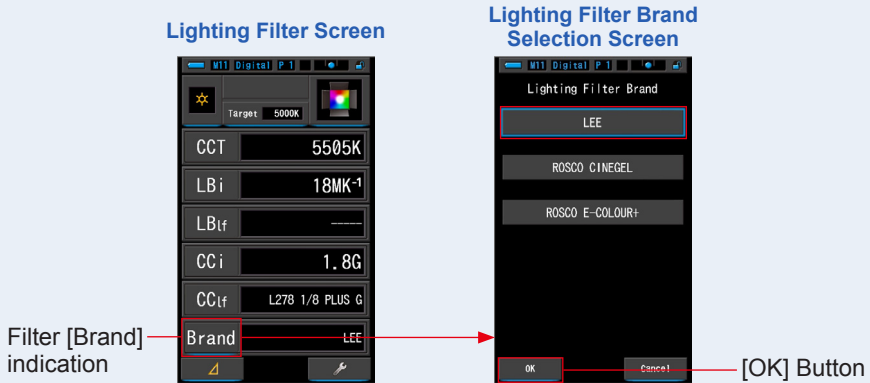 Lighting Filter Screen
M11 Digital P 1
Target 5000K
CCT 5505K
LBi 18MK-1
LBlf -----
CCi 1.8G
CClf L278 1/8 PLUS G
Brand LEE
Filter [Brand]
indication
Lighting Filter Brand
Selection Screen
M11 Digital P 1
Lighting Filter Brand
LEE
ROSCO CINEGEL
ROSCO E-COLOUR+
OK Cancel
[OK] Button